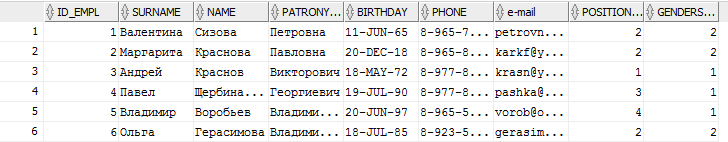 ID_EMPL SURNAME NAME PATRONY... BIRTHDAY PHONE e-mail POSITION... GENDERS...
1 1 Валентина Сизова Петровна 11-JUN-65 8-965-7... petrovn... 2 2
2 2 Маргарита Краснова Павловна 20-DEC-18 8-965-8... karkf@y... 2 2
3 3 Андрей Краснов Викторович 18-MAY-72 8-977-8... krasn@y... 1 1
4 4 Павел Щербина... Георгиевич 19-JUL-90 8-977-8... pashka@... 3 1
5 5 Владимир Воробьев Владими... 20-JUN-97 8-965-5... vorob@o... 4 1
6 6 Ольга Герасимова Владими... 18-JUL-85 8-923-5... gerasim... 2 2